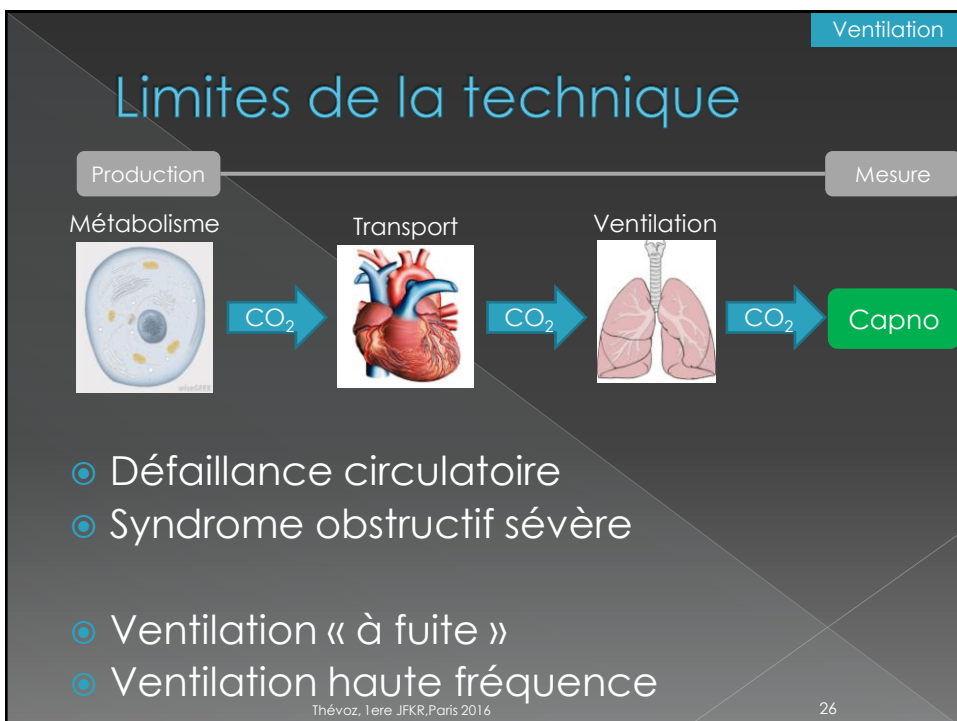 Ventilation
Limites de la technique
Production
Mesure
Métabolisme
Transport
Ventilation
CO₂
CO₂
CO₂
Capno
wiseGEEK
Défaillance circulatoire
Syndrome obstructif sévère
Ventilation « à fuite »
Ventilation haute fréquence
Thévoz, 1ere JFKR,Paris 2016
26